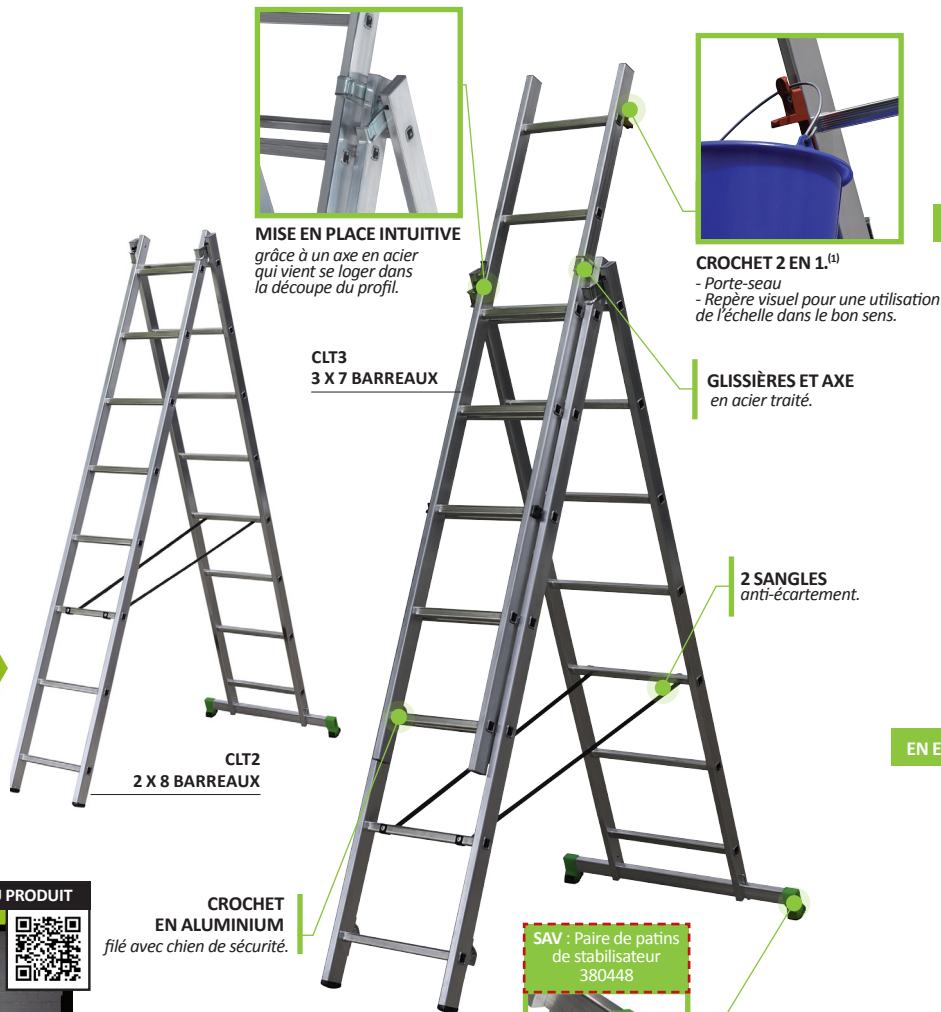 MISE EN PLACE INTUITIVE
grâce à un axe en acier
qui vient se loger dans
la découpe du profil.
CROCHET 2 EN 1.(1)
- Porte-seau
- Repère visuel pour une utilisation
de l'échelle dans le bon sens.
CLT3
3 X 7 BARREAUX
GLISSIÈRES ET AXE
en acier traité.
2 SANGLES
anti-écartement.
CLT2
2 X 8 BARREAUX
EN E
PRODUIT
CROCHET
EN ALUMINIUM
filé avec chien de sécurité.
SAV : Paire de patins
de stabilisateur
380448